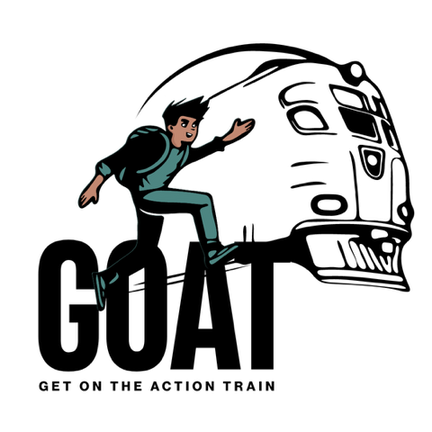 GOAT
GET ON THE ACTION TRAIN